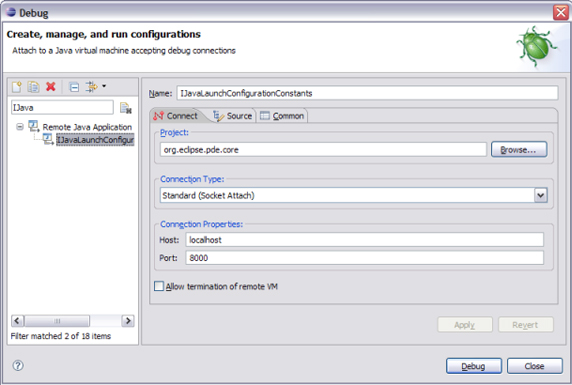 Debug
Create, manage, and run configurations
Attach to a Java virtual machine accepting debug connections
IJava
Remote Java Application
IJavaLaunchConfigur
Filter matched 2 of 18 items
Name: IJavaLaunchConfigurationConstants
Connect Source Common
Project:
org.eclipse.pde.core Browse...
Connection Type:
Standard (Socket Attach)
Connection Properties:
Host: localhost
Port: 8000
Allow termination of remote VM
Apply Revert
? Debug Close